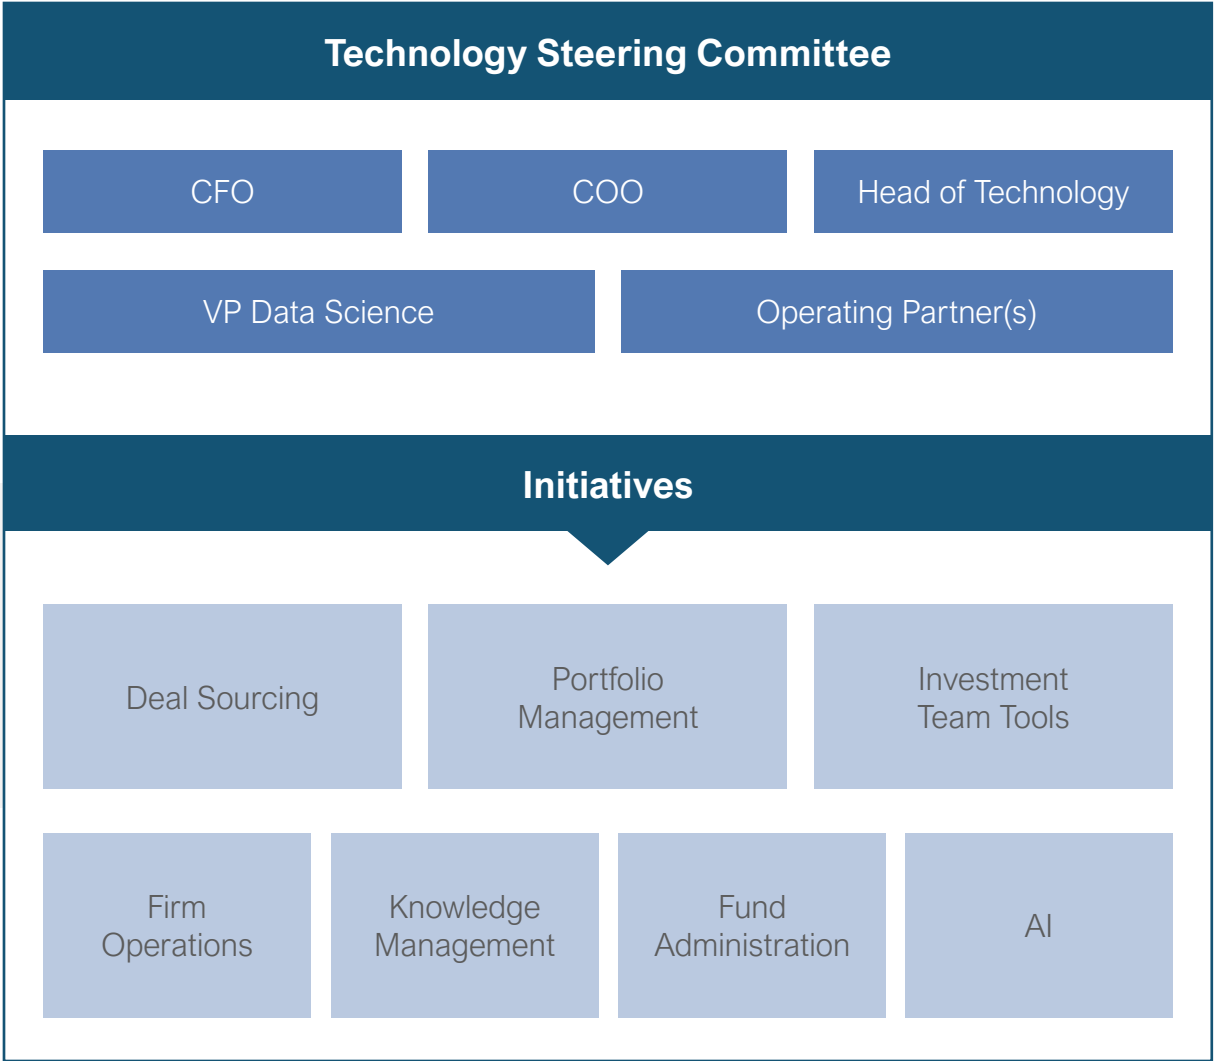 Technology Steering Committee
CFO
COO
Head of Technology
VP Data Science
Operating Partner(s)
Initiatives
Deal Sourcing
Portfolio
Management
Investment
Team Tools
Firm
Operations
Knowledge
Management
Fund
Administration
AI